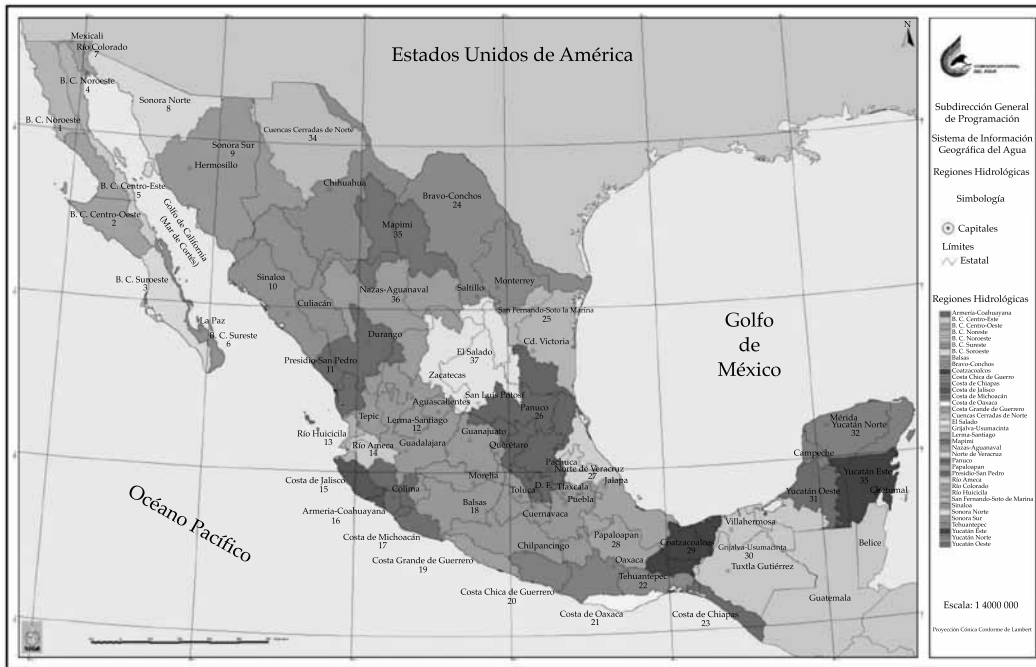 Estados Unidos de América
N
Mexicali
Río Colorado
7
B. C. Noroeste
4
Sonora Norte
8
B. C. Noroeste
1
Cuencas Cerradas de Norte
34
Sonora Sur
9
Hermosillo
Chihuahua
B. C. Centro-Este
5
Bravo-Conchos
24
B. C. Centro-Oeste
2
Golfo de California
(Mar de Cortés)
Mapimi
35
B. C. Suroeste
3
Sinaloa
10
Nazas-Aguanaval
36
Saltillo
Monterrey
Culiacán
San Fernando-Soto la Marina
25
La Paz
B. C. Sureste
6
Durango
Cd. Victoria
Golfo
de
México
El Salado
37
Presidio-San Pedro
11
Zacatecas
San Luis Potosí
Aguascalientes
Panuco
26
Tepic
Lerma-Santiago
12
Río Huicicila
13
Guanajuato
Río Ameca
14
Guadalajara
Querétaro
Mérida
Yucatán Norte
32
Campeche
Pachuca
Norte de Veracruz
27
Jalapa
Costa de Jalisco
15
Colima
Morelia
Toluca
D. F.
Tlaxcala
Puebla
Yucatán Este
33
Chetumal
Yucatán Oeste
31
Océano Pacífico
Armeria-Coahuayana
16
Balsas
18
Cuernavaca
Villahermosa
Costa de Michoacán
17
Chilpancingo
Papaloapan
28
Coatzacoalcos
29
Grijalva-Usumacinta
30
Belice
Costa Grande de Guerrero
19
Oaxaca
Tuxtla Gutiérrez
Tehuantepec
22
Costa Chica de Guerrero
20
Guatemala
Costa de Oaxaca
21
Costa de Chiapas
23
Subdirección General
de Programación
Sistema de Información
Geográfica del Agua
Regiones Hidrológicas
Simbología
Capitales
Límites
Estatal
Regiones Hidrológicas
Armería-Coahuayana
B. C. Centro-Este
B. C. Centro-Oeste
B. C. Noreste
B. C. Noroeste
B. C. Sureste
B. C. Soroeste
Balsas
Bravo-Conchos
Coatzacoalcos
Costa Chica de Guerro
Costa de Chiapas
Costa de Jalisco
Costa de Michoacán
Costa de Oaxaca
Costa Grande de Guerrero
Cuencas Cerradas de Norte
El Salado
Grijalva-Usumacinta
Lerma-Santiago
Mapimi
Nazas-Aguanaval
Norte de Veracruz
Panuco
Papaloapan
Presidio-San Pedro
Río Ameca
Río Colorado
Río Huicicila
San Fernando-Soto de Marina
Sinaloa
Sonora Norte
Sonora Sur
Tehuantepec
Yucatán Este
Yucatán Norte
Yucatán Oeste
Escala: 1 4000 000
Proyección Cónica Conforme de Lambert